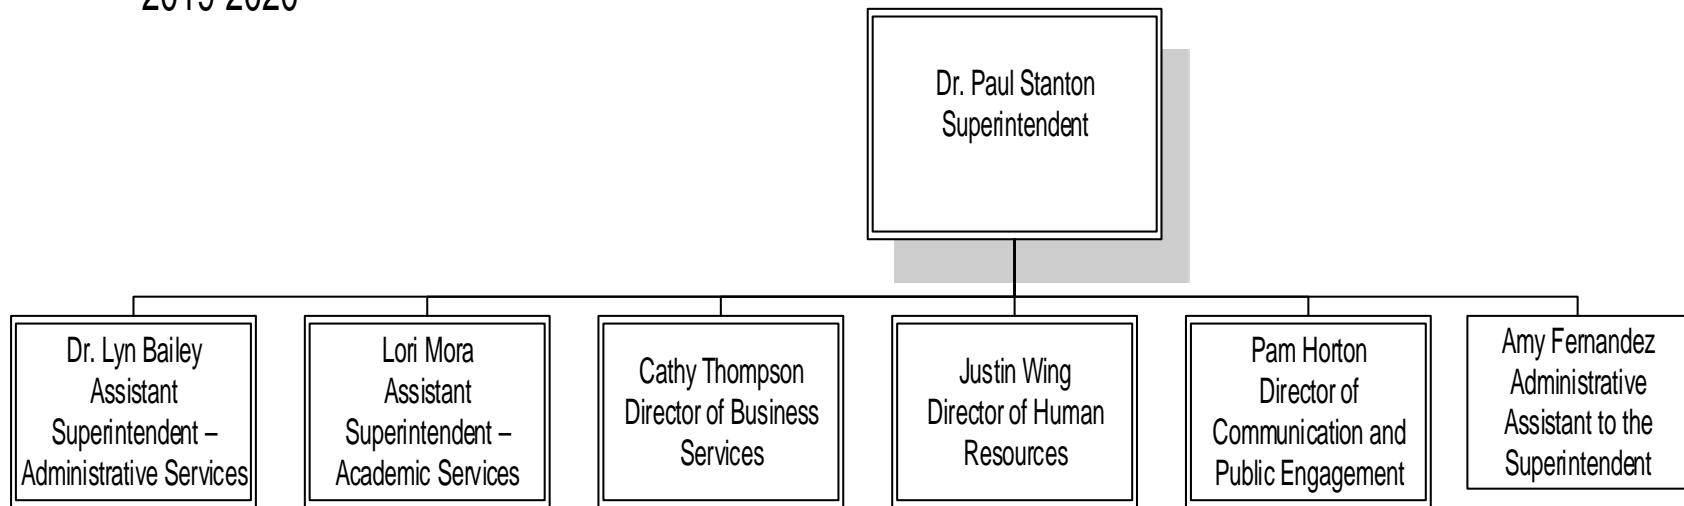 2019 2020
Dr. Paul Stanton
Superintendent
Dr. Lyn Bailey
Assistant
Superintendent –
Administrative Services
Lori Mora
Assistant
Superintendent –
Academic Services
Cathy Thompson
Director of Business
Services
Justin Wing
Director of Human
Resources
Pam Horton
Director of
Communication and
Public Engagement
Amy Fernandez
Administrative
Assistant to the
Superintendent